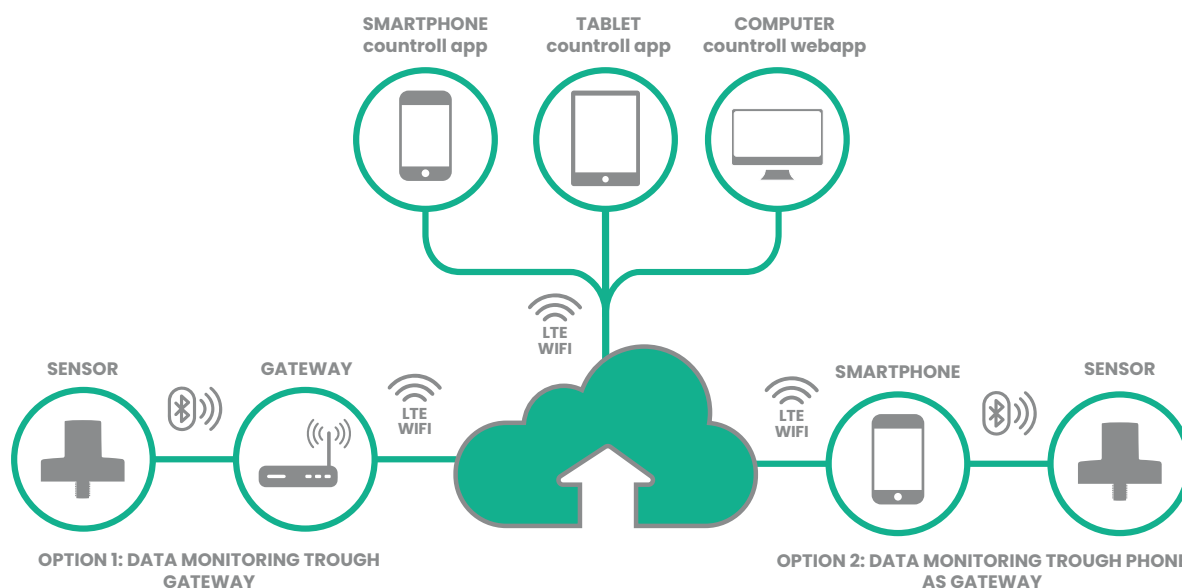 SMARTPHONE
countroll app
TABLET
countroll app
COMPUTER
countroll webapp
LTE
WIFI
SENSOR
GATEWAY
LTE
WIFI
LTE
WIFI
SMARTPHONE
SENSOR
OPTION 1: DATA MONITORING TROUGH
GATEWAY
OPTION 2: DATA MONITORING TROUGH PHONE
AS GATEWAY